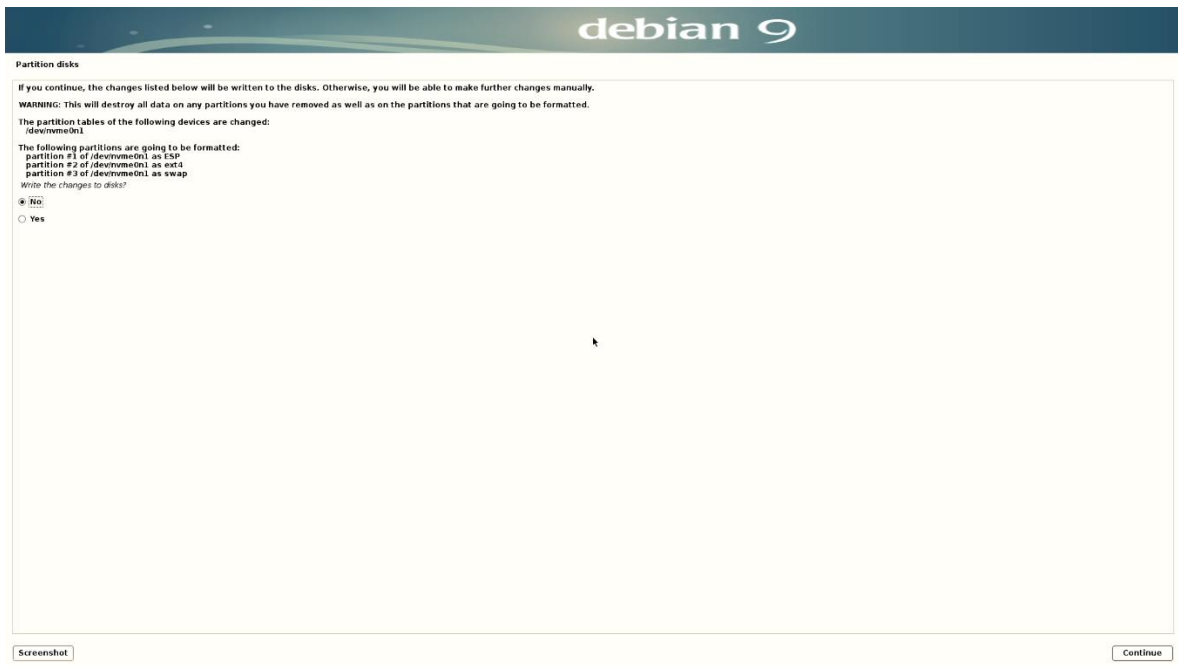 debian 9
Partition disks
If you continue, the changes listed below will be written to the disks. Otherwise, you will be able to make further changes manually.
WARNING: This will destroy all data on any partitions you have removed as well as on the partitions that are going to be formatted.
The partition tables of the following devices are changed:
/dev/nvme0n1
The following partitions are going to be formatted:
partition #1 of /dev/nvme0n1 as ESP
partition #2 of /dev/nvme0n1 as ext4
partition #3 of /dev/nvme0n1 as swap
Write the changes to disks?
No
Yes
Screenshot
Continue